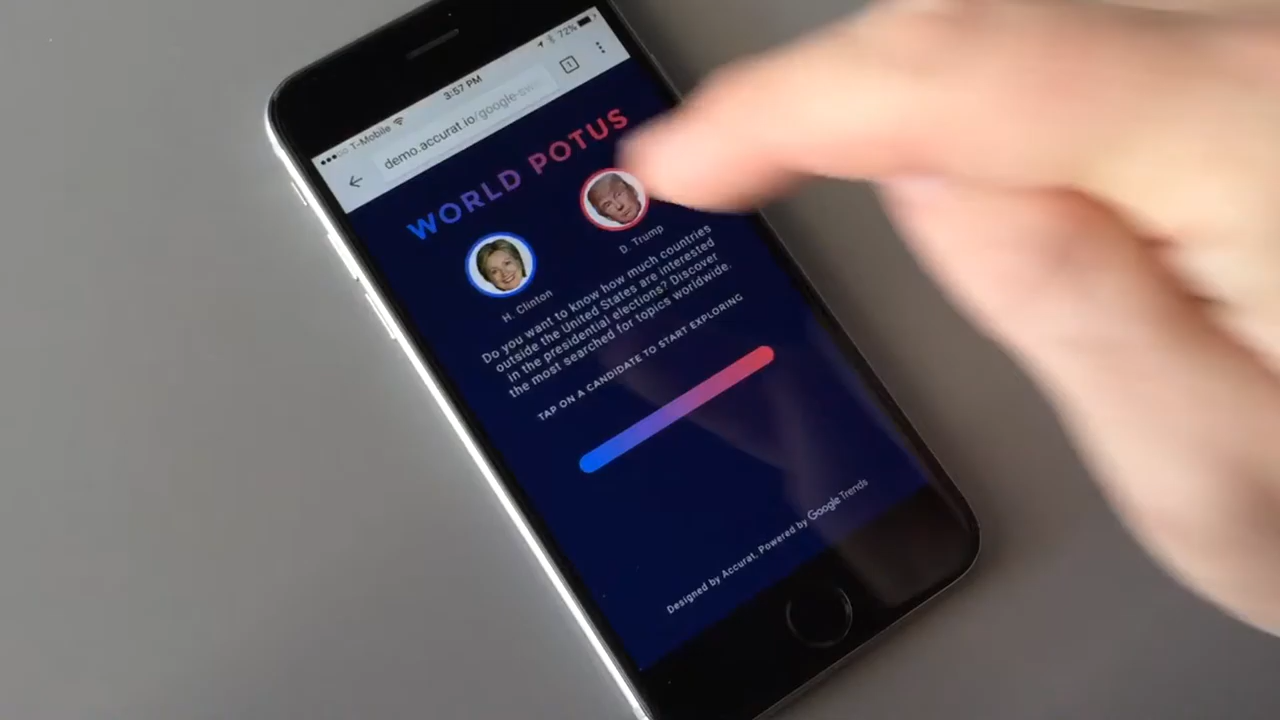 T-Mobile 3:57 PM 72%
demo.accurat.io/google- 1
WORLD POTUS
H. Clinton D. Trump
Do you want to know how much countries
outside the United States are interested
in the presidential elections? Discover
the most searched for topics worldwide.
TAP ON A CANDIDATE TO START EXPLORING
Designed by Accurat, Powered by Google Trends